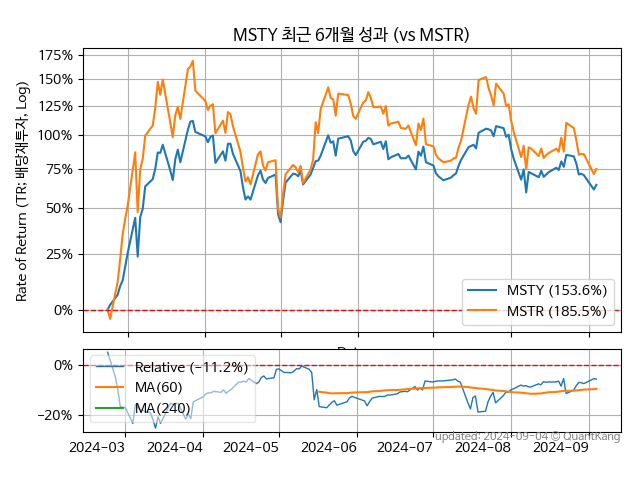 MSTY 최근 6개월 성과 (vs MSTR)
Rate of Return (TR: 배당재투자, Log)
175%
150%
125%
100%
75%
50%
25%
0%
MSTY (153.6%)
MSTR (185.5%)
0%
−20%
Relative (-11.2%)
MA(60)
MA(240)
2024-03 2024-04 2024-05 2024-06 2024-07 2024-08 2024-09
updated: 2024-09-04 © QuantKang